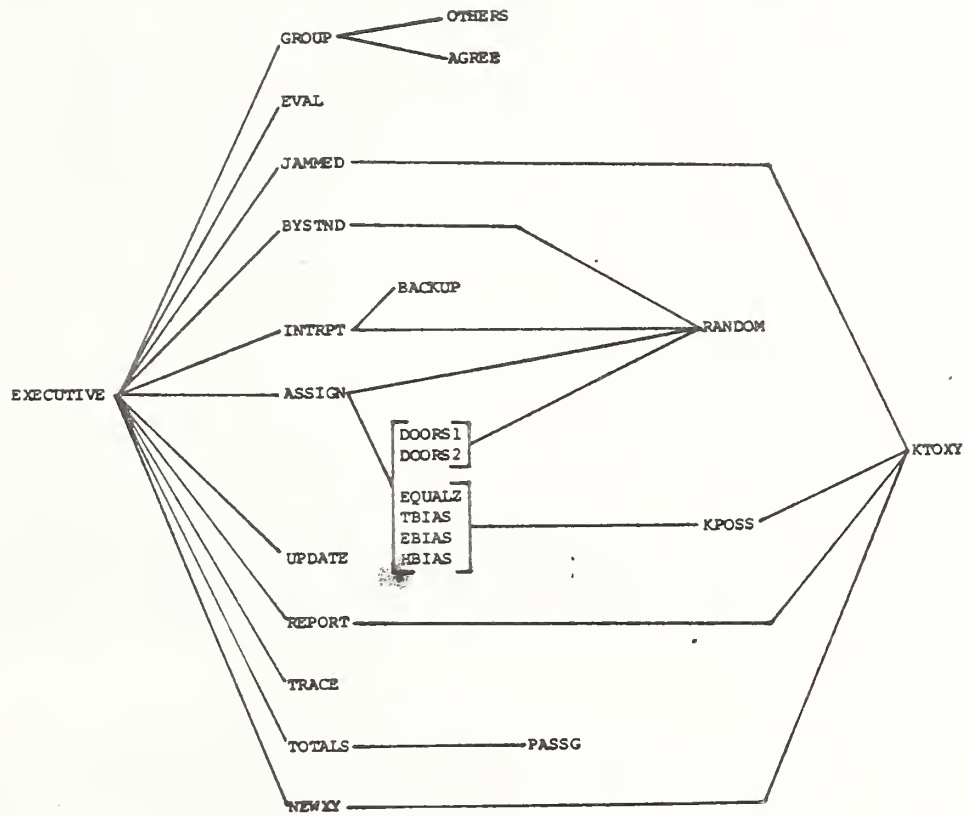 OTHERS
GROUP
AGREE
EVAL
JAMMED
BYSTND
BACKUP
INTRPT
RANDOM
EXECUTIVE
ASSIGN
DOORS1
DOORS2
KTOXY
EQUALZ
TBIAS
KPOSS
EBIAS
HBIAS
UPDATE
REPORT
TRACE
TOTALS
PASSG
NEWXY